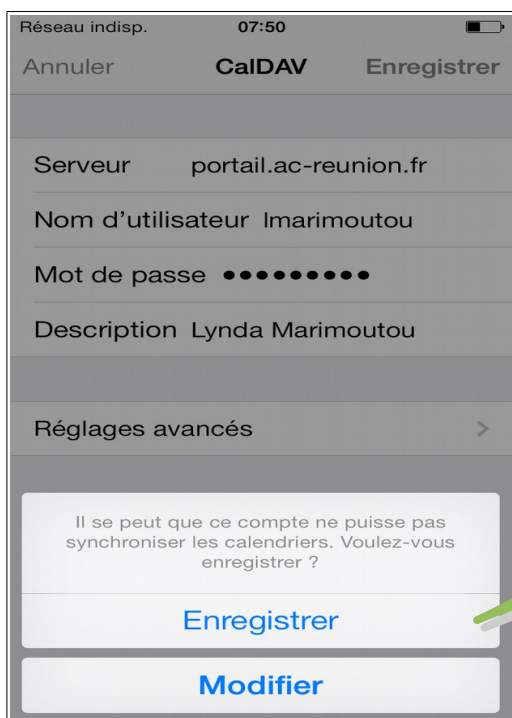 Réseau indisp. 07:50
Annuler CalDAV Enregistrer
Serveur portail.ac-reunion.fr
Nom d'utilisateur lmarimoutou
Mot de passe ●●●●●●●●●
Description Lynda Marimoutou
Réglages avancés >
Il se peut que ce compte ne puisse pas
synchroniser les calendriers. Voulez-vous
enregistrer ?
Enregistrer
Modifier